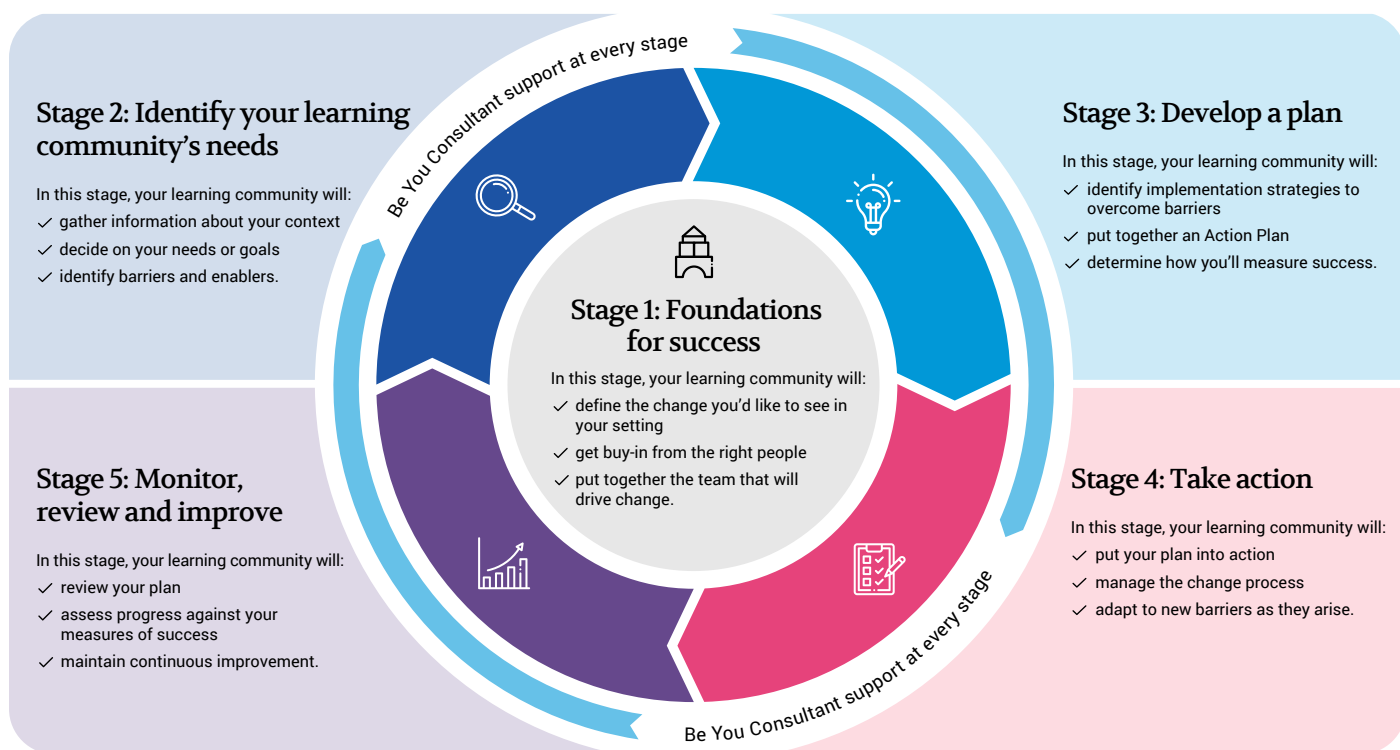 Be You Consultant support at every stage
Stage 1: Foundations
for success
In this stage, your learning community will:
define the change you'd like to see in
your setting
get buy-in from the right people
put together the team that will
drive change.
Stage 2: Identify your learning
community's needs
In this stage, your learning community will:
gather information about your context
decide on your needs or goals
identify barriers and enablers.
Stage 3: Develop a plan
In this stage, your learning community will:
identify implementation strategies to
overcome barriers
put together an Action Plan
determine how you'll measure success.
Stage 4: Take action
In this stage, your learning community will:
put your plan into action
manage the change process
adapt to new barriers as they arise.
Stage 5: Monitor,
review and improve
In this stage, your learning community will:
review your plan
assess progress against your
measures of success
maintain continuous improvement.
Be You Consultant support at every stage